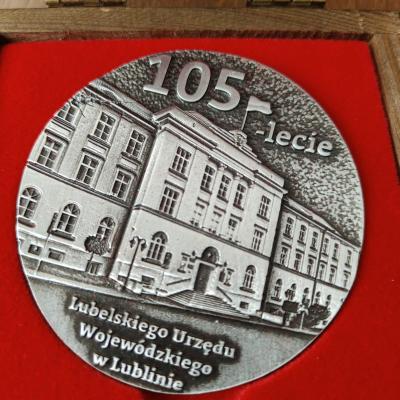 105
-lecie
Lubelskiego Urzędu
Wojewódzkiego
w Lublinie